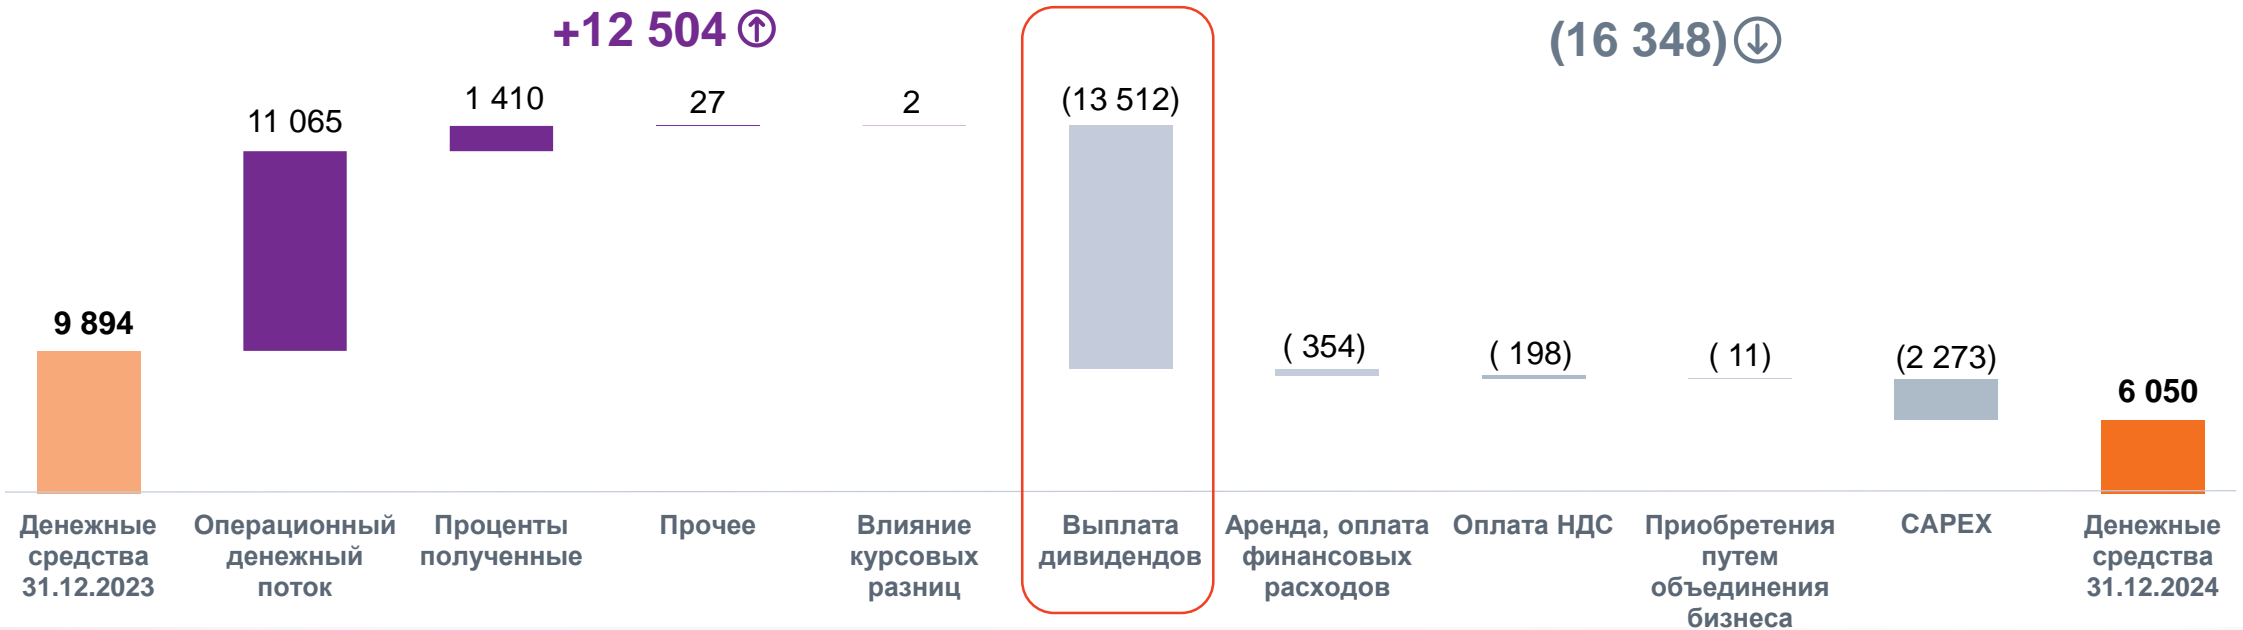 +12 504
(16 348)
11 065
1 410
27
2
(13 512)
9 894
( 354)
( 198)
( 11)
(2 273)
6 050
Денежные
средства
31.12.2023
Операционный
денежный
поток
Проценты
полученные
Прочее
Влияние
курсовых
разниц
Выплата
дивидендов
Аренда, оплата
финансовых
расходов
Оплата НДС
Приобретения
путем
объединения
бизнеса
CAPEX
Денежные
средства
31.12.2024